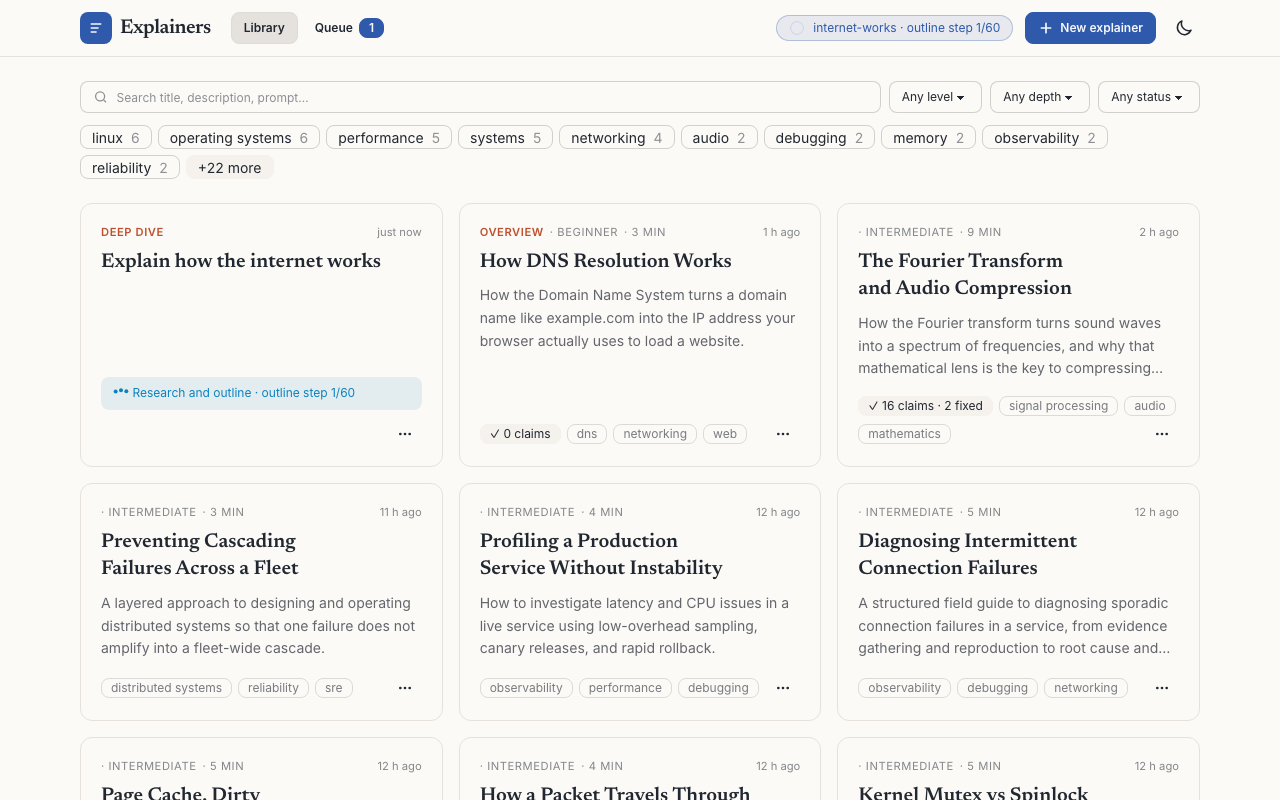 Explainers
Library
Queue 1
internet-works · outline step 1/60
New explainer
Search title, description, prompt...
Any level
Any depth
Any status
linux 6
operating systems 6
performance 5
systems 5
networking 4
audio 2
debugging 2
memory 2
observability 2
reliability 2
+22 more
DEEP DIVE
just now
Explain how the internet works
Research and outline · outline step 1/60
OVERVIEW · BEGINNER · 3 MIN
1 h ago
How DNS Resolution Works
How the Domain Name System turns a domain
name like example.com into the IP address your
browser actually uses to load a website.
✓ 0 claims
dns
networking
web
· INTERMEDIATE · 9 MIN
2 h ago
The Fourier Transform
and Audio Compression
How the Fourier transform turns sound waves
into a spectrum of frequencies, and why that
mathematical lens is the key to compressing...
✓ 16 claims · 2 fixed
signal processing
audio
mathematics
· INTERMEDIATE · 3 MIN
11 h ago
Preventing Cascading
Failures Across a Fleet
A layered approach to designing and operating
distributed systems so that one failure does not
amplify into a fleet-wide cascade.
distributed systems
reliability
sre
· INTERMEDIATE · 4 MIN
12 h ago
Profiling a Production
Service Without Instability
How to investigate latency and CPU issues in a
live service using low-overhead sampling,
canary releases, and rapid rollback.
observability
performance
debugging
· INTERMEDIATE · 5 MIN
12 h ago
Diagnosing Intermittent
Connection Failures
A structured field guide to diagnosing sporadic
connection failures in a service, from evidence
gathering and reproduction to root cause and...
observability
debugging
networking
· INTERMEDIATE · 5 MIN
12 h ago
Page Cache, Dirty
· INTERMEDIATE · 4 MIN
12 h ago
How a Packet Travels Through
· INTERMEDIATE · 5 MIN
12 h ago
Kernel Mutex vs Spinlock